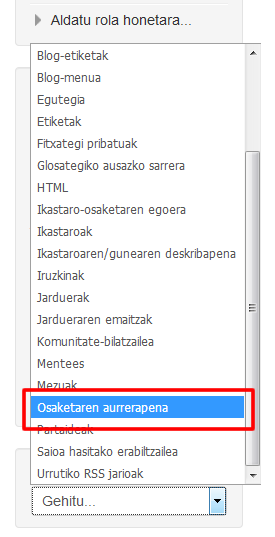 Aldatu rola honetara...
Blog-etiketak
Blog-menua
Egutegia
Etiketak
Fitxategi pribatuak
Glosategiko ausazko sarrera
HTML
Ikastaro-osaketaren egoera
Ikastaroak
Ikastaroaren/gunearen deskribapena
Iruzkinak
Jarduerak
Jardueraren emaitzak
Komunitate-bilatzailea
Mentees
Mezuak
Osaketaren aurrerapena
Partaideak
Saioa hasitako erabiltzailea
Urrutiko RSS jarioak
Gehitu...